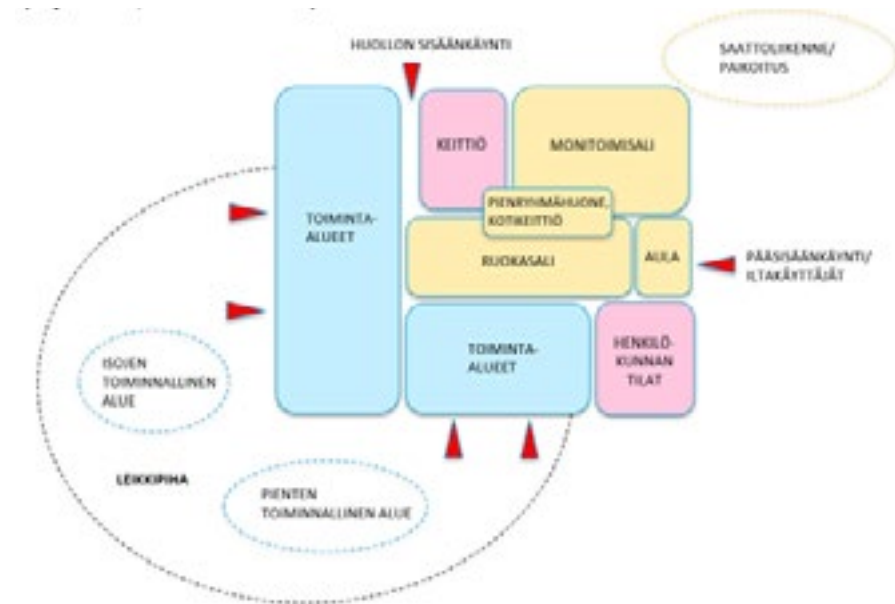 HUOLLON SISÄÄNKÄYNTI
SAATTOLIIKENNE/
PAIKOITUS
KEITTIÖ
MONITOIMISALI
PIENRYHMÄHUONE,
KOTIKEITTIÖ
TOIMINTA-
ALUEET
RUOKASALI
AULA
PÄÄSISÄÄNKÄYNTI/
ILTAKÄYTTÄJÄT
TOIMINTA-
ALUEET
HENKILÖ-
KUNNAN
TILAT
ISOJEN
TOIMINNALLINEN
ALUE
LEIKKIPIHA
PIENTEN
TOIMINNALLINEN ALUE